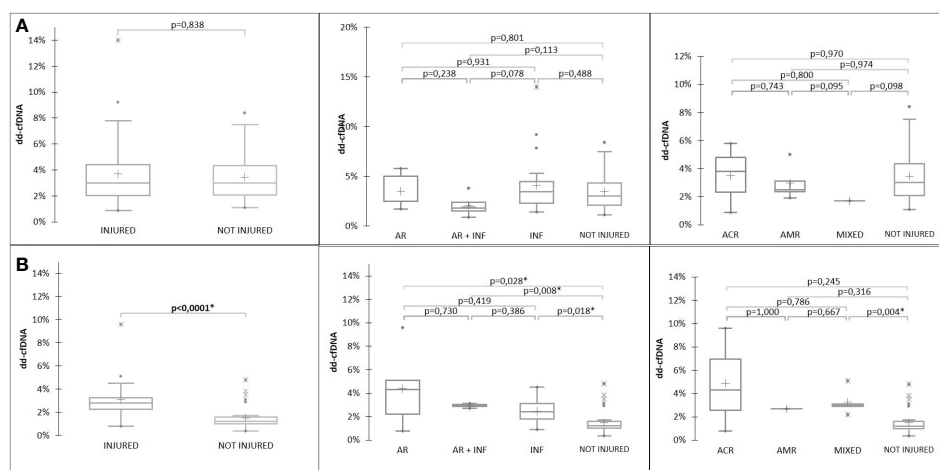 A
p=0,838
14%
12%
10%
8%
6%
4%
2%
0%
dd-cfDNA
INJURED NOT INJURED
20%
15%
10%
5%
0%
dd-cfDNA
p=0,801
p=0,113
p=0,931
p=0,238 p=0,078 p=0,488
AR AR + INF INF NOT INJURED
12%
10%
8%
6%
4%
2%
0%
dd-cfDNA
p=0,970
p=0,974
p=0,800
p=0,743 p=0,095 p=0,098
ACR AMR MIXED NOT INJURED
B
p<0,0001*
14%
12%
10%
8%
6%
4%
2%
0%
dd-cfDNA
INJURED NOT INJURED
14%
12%
10%
8%
6%
4%
2%
0%
dd-cfDNA
p=0,028*
p=0,008*
p=0,419
p=0,730 p=0,386 p=0,018*
AR AR + INF INF NOT INJURED
14%
12%
10%
8%
6%
4%
2%
0%
dd-cfDNA
p=0,245
p=0,316
p=0,786
p=1,000 p=0,667 p=0,004*
ACR AMR MIXED NOT INJURED